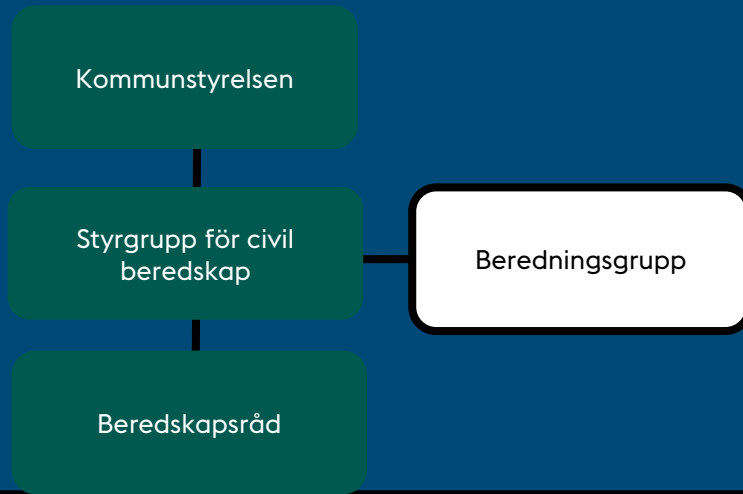 Kommunstyrelsen
Styrgrupp för civil
beredskap
Beredningsgrupp
Beredskapsråd